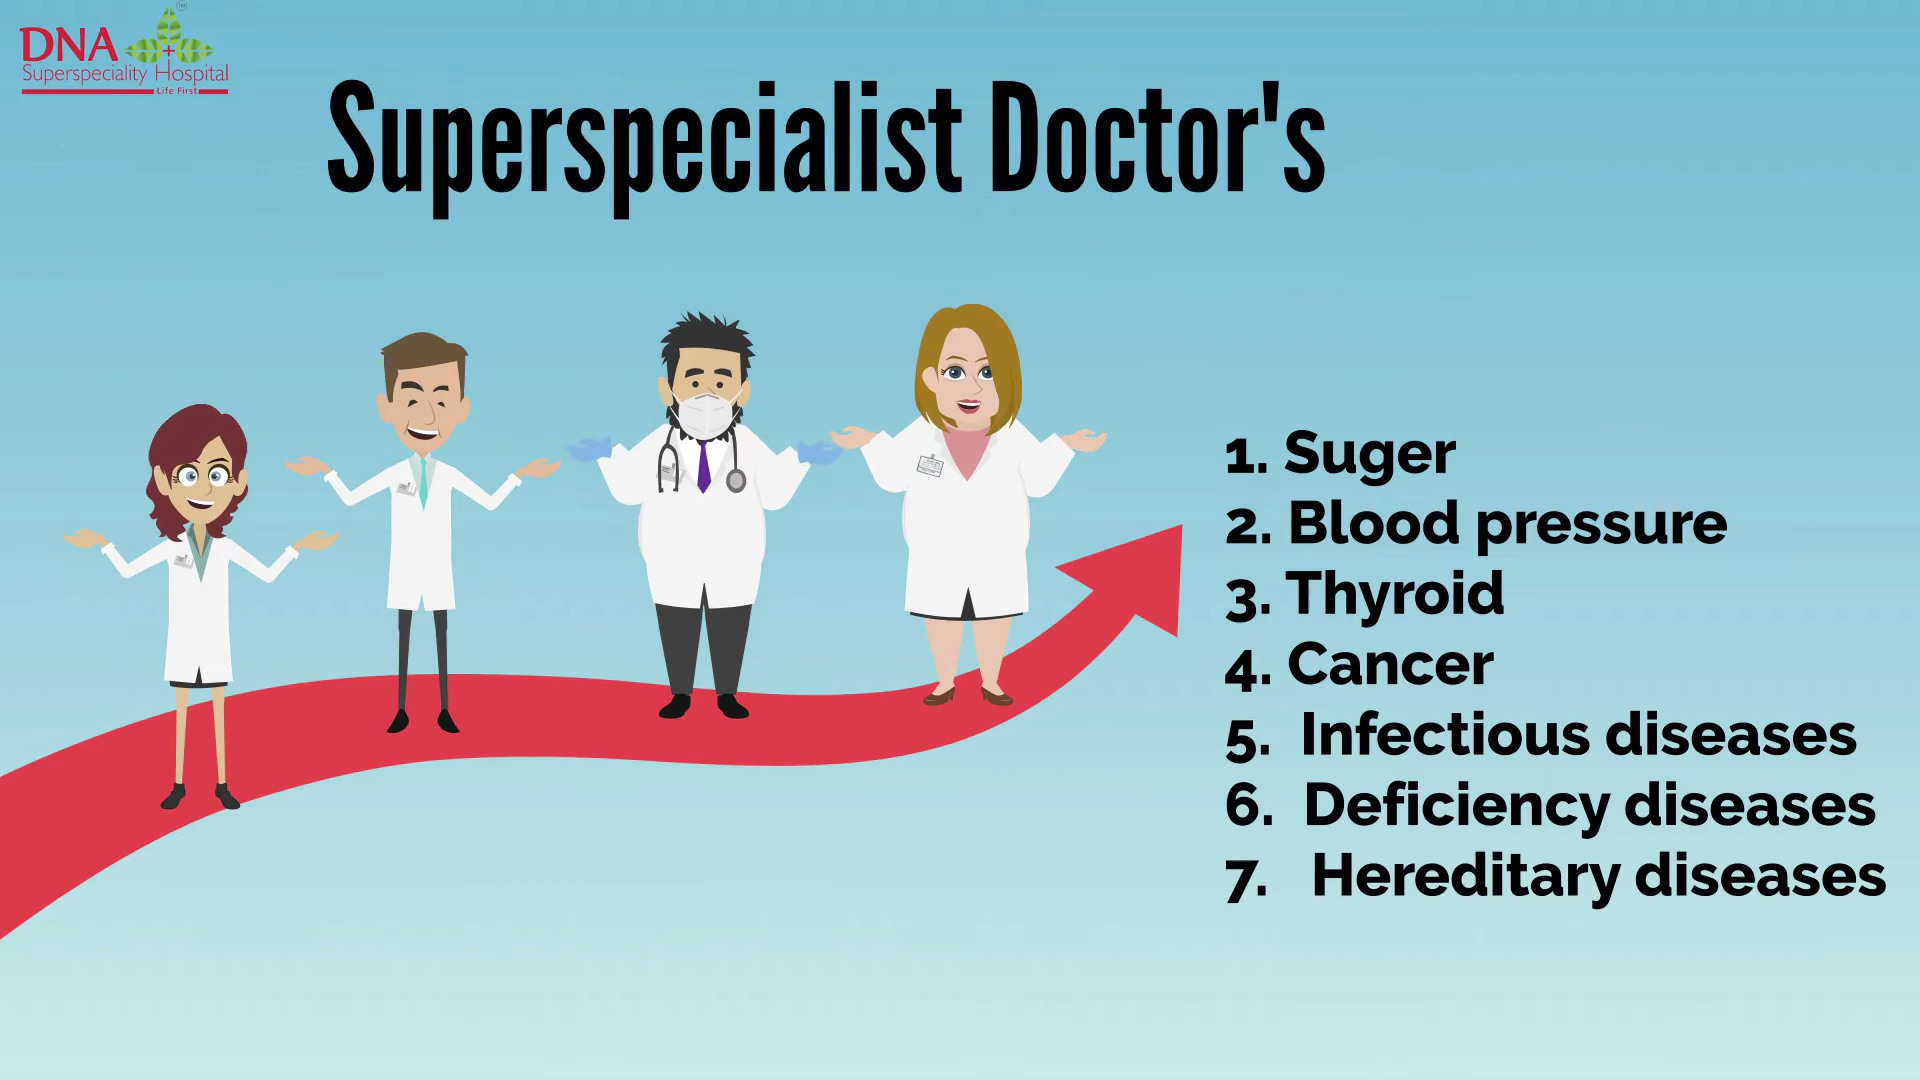 DNA
Superspeciality Hospital
Life First
Superspecialist Doctor's
1. Suger
2. Blood pressure
3. Thyroid
4. Cancer
5. Infectious diseases
6. Deficiency diseases
7. Hereditary diseases